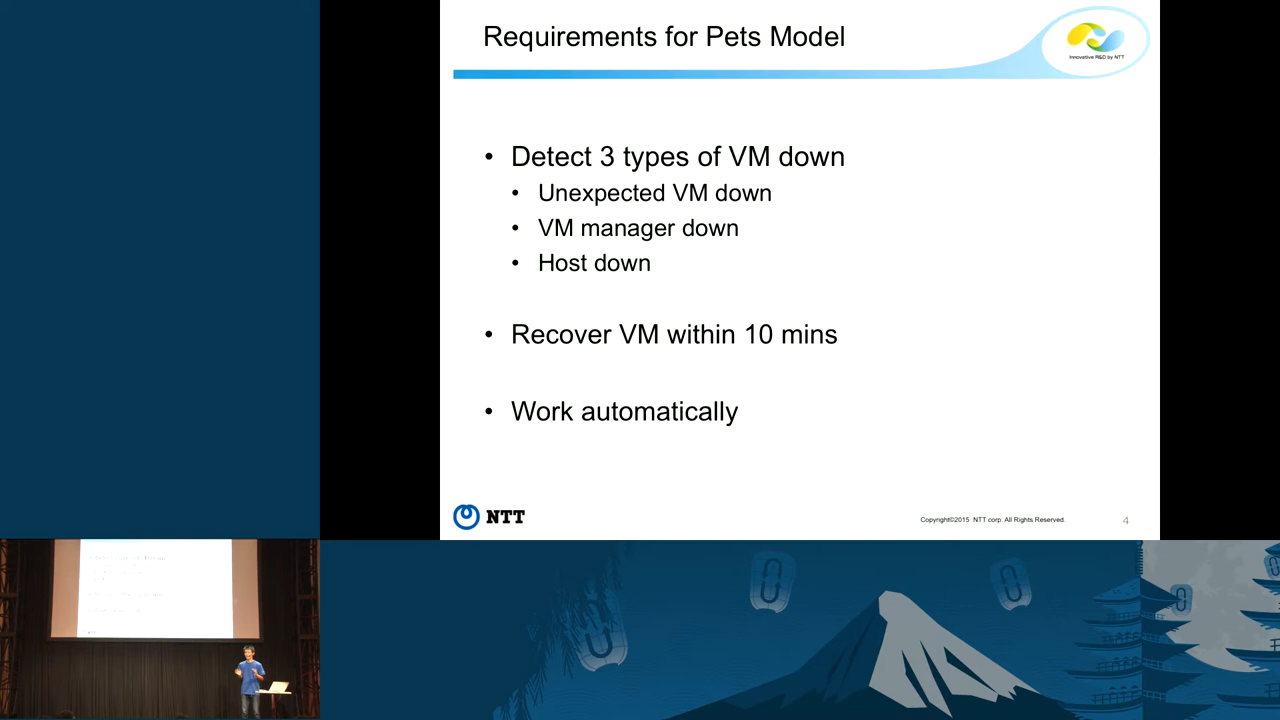 Requirements for Pets Model
Innovative R&D by NTT
• Detect 3 types of VM down
• Unexpected VM down
• VM manager down
• Host down
• Recover VM within 10 mins
• Work automatically
NTT
Copyright©2015 NTT corp. All Rights Reserved.
4